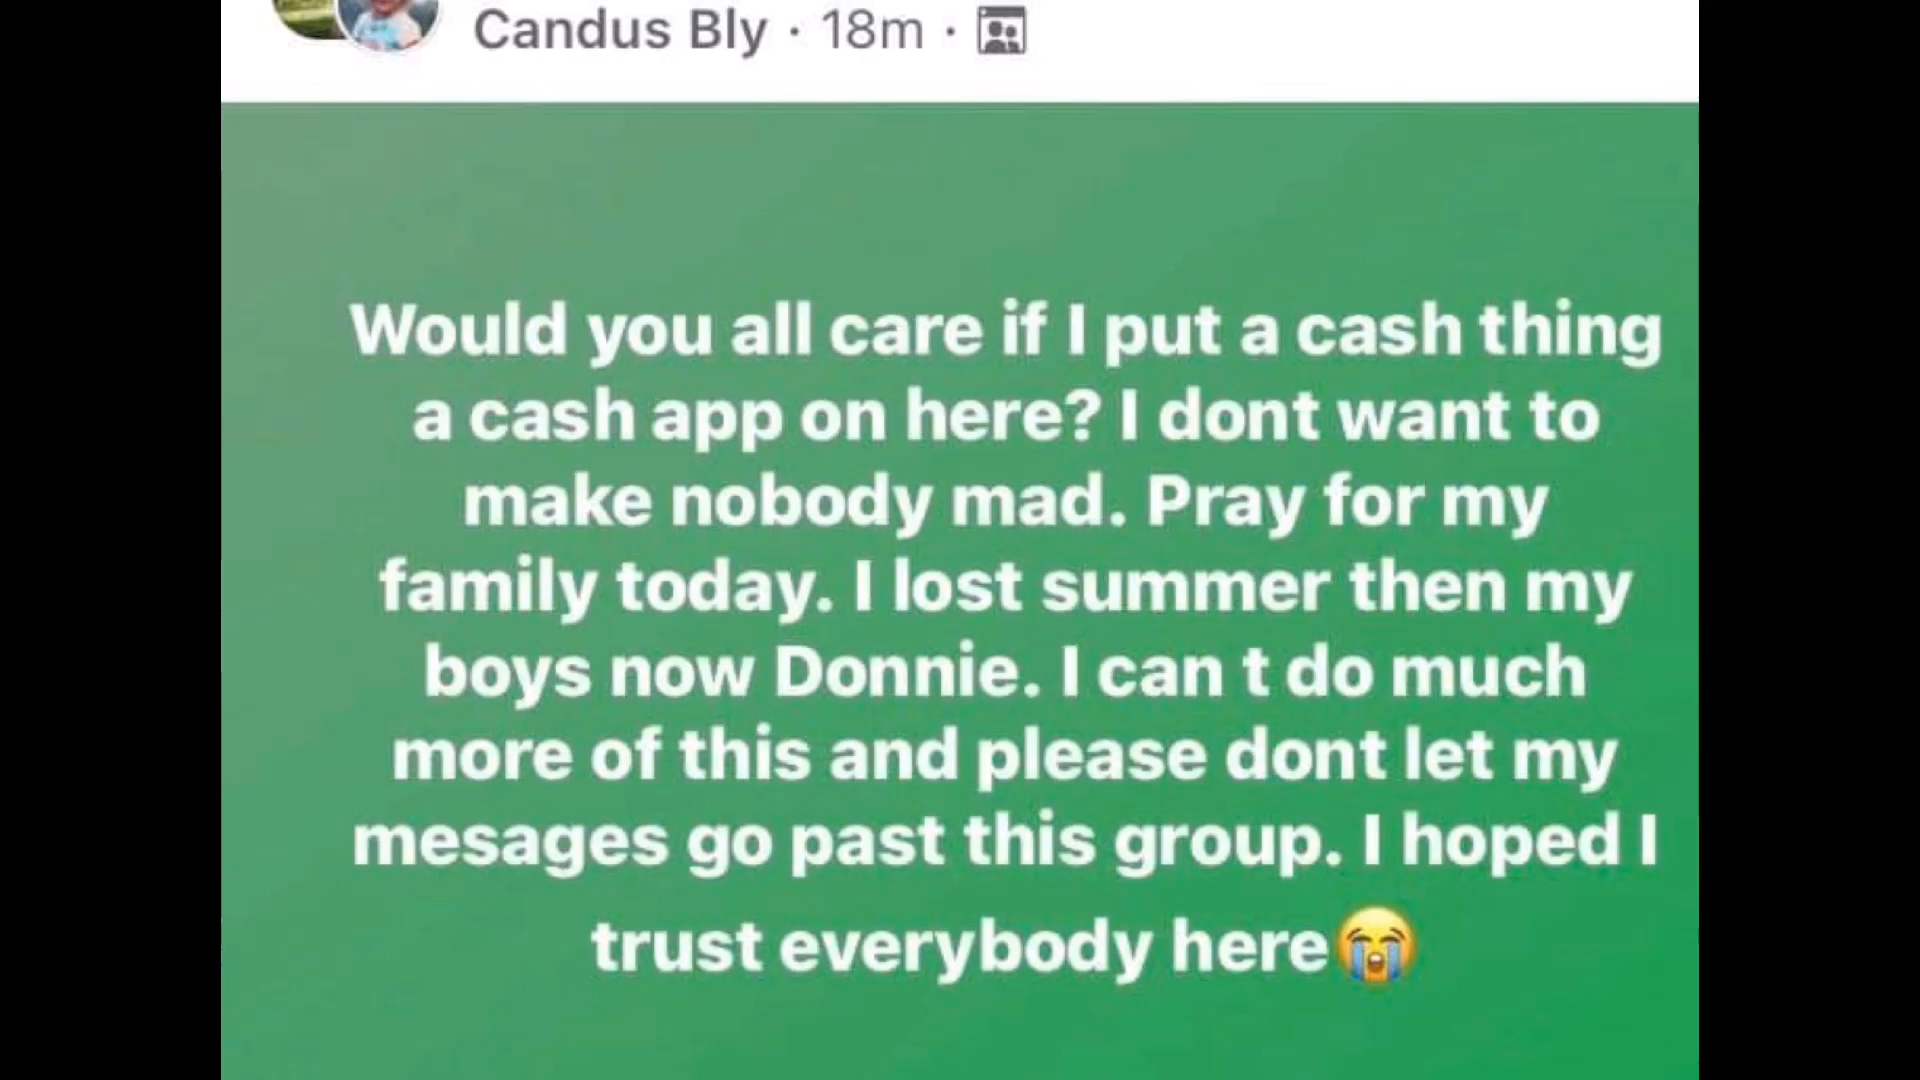 Candus Bly · 18m ·
Would you all care if I put a cash thing
a cash app on here? I dont want to
make nobody mad. Pray for my
family today. I lost summer then my
boys now Donnie. I can t do much
more of this and please dont let my
mesages go past this group. I hoped I
trust everybody here😭